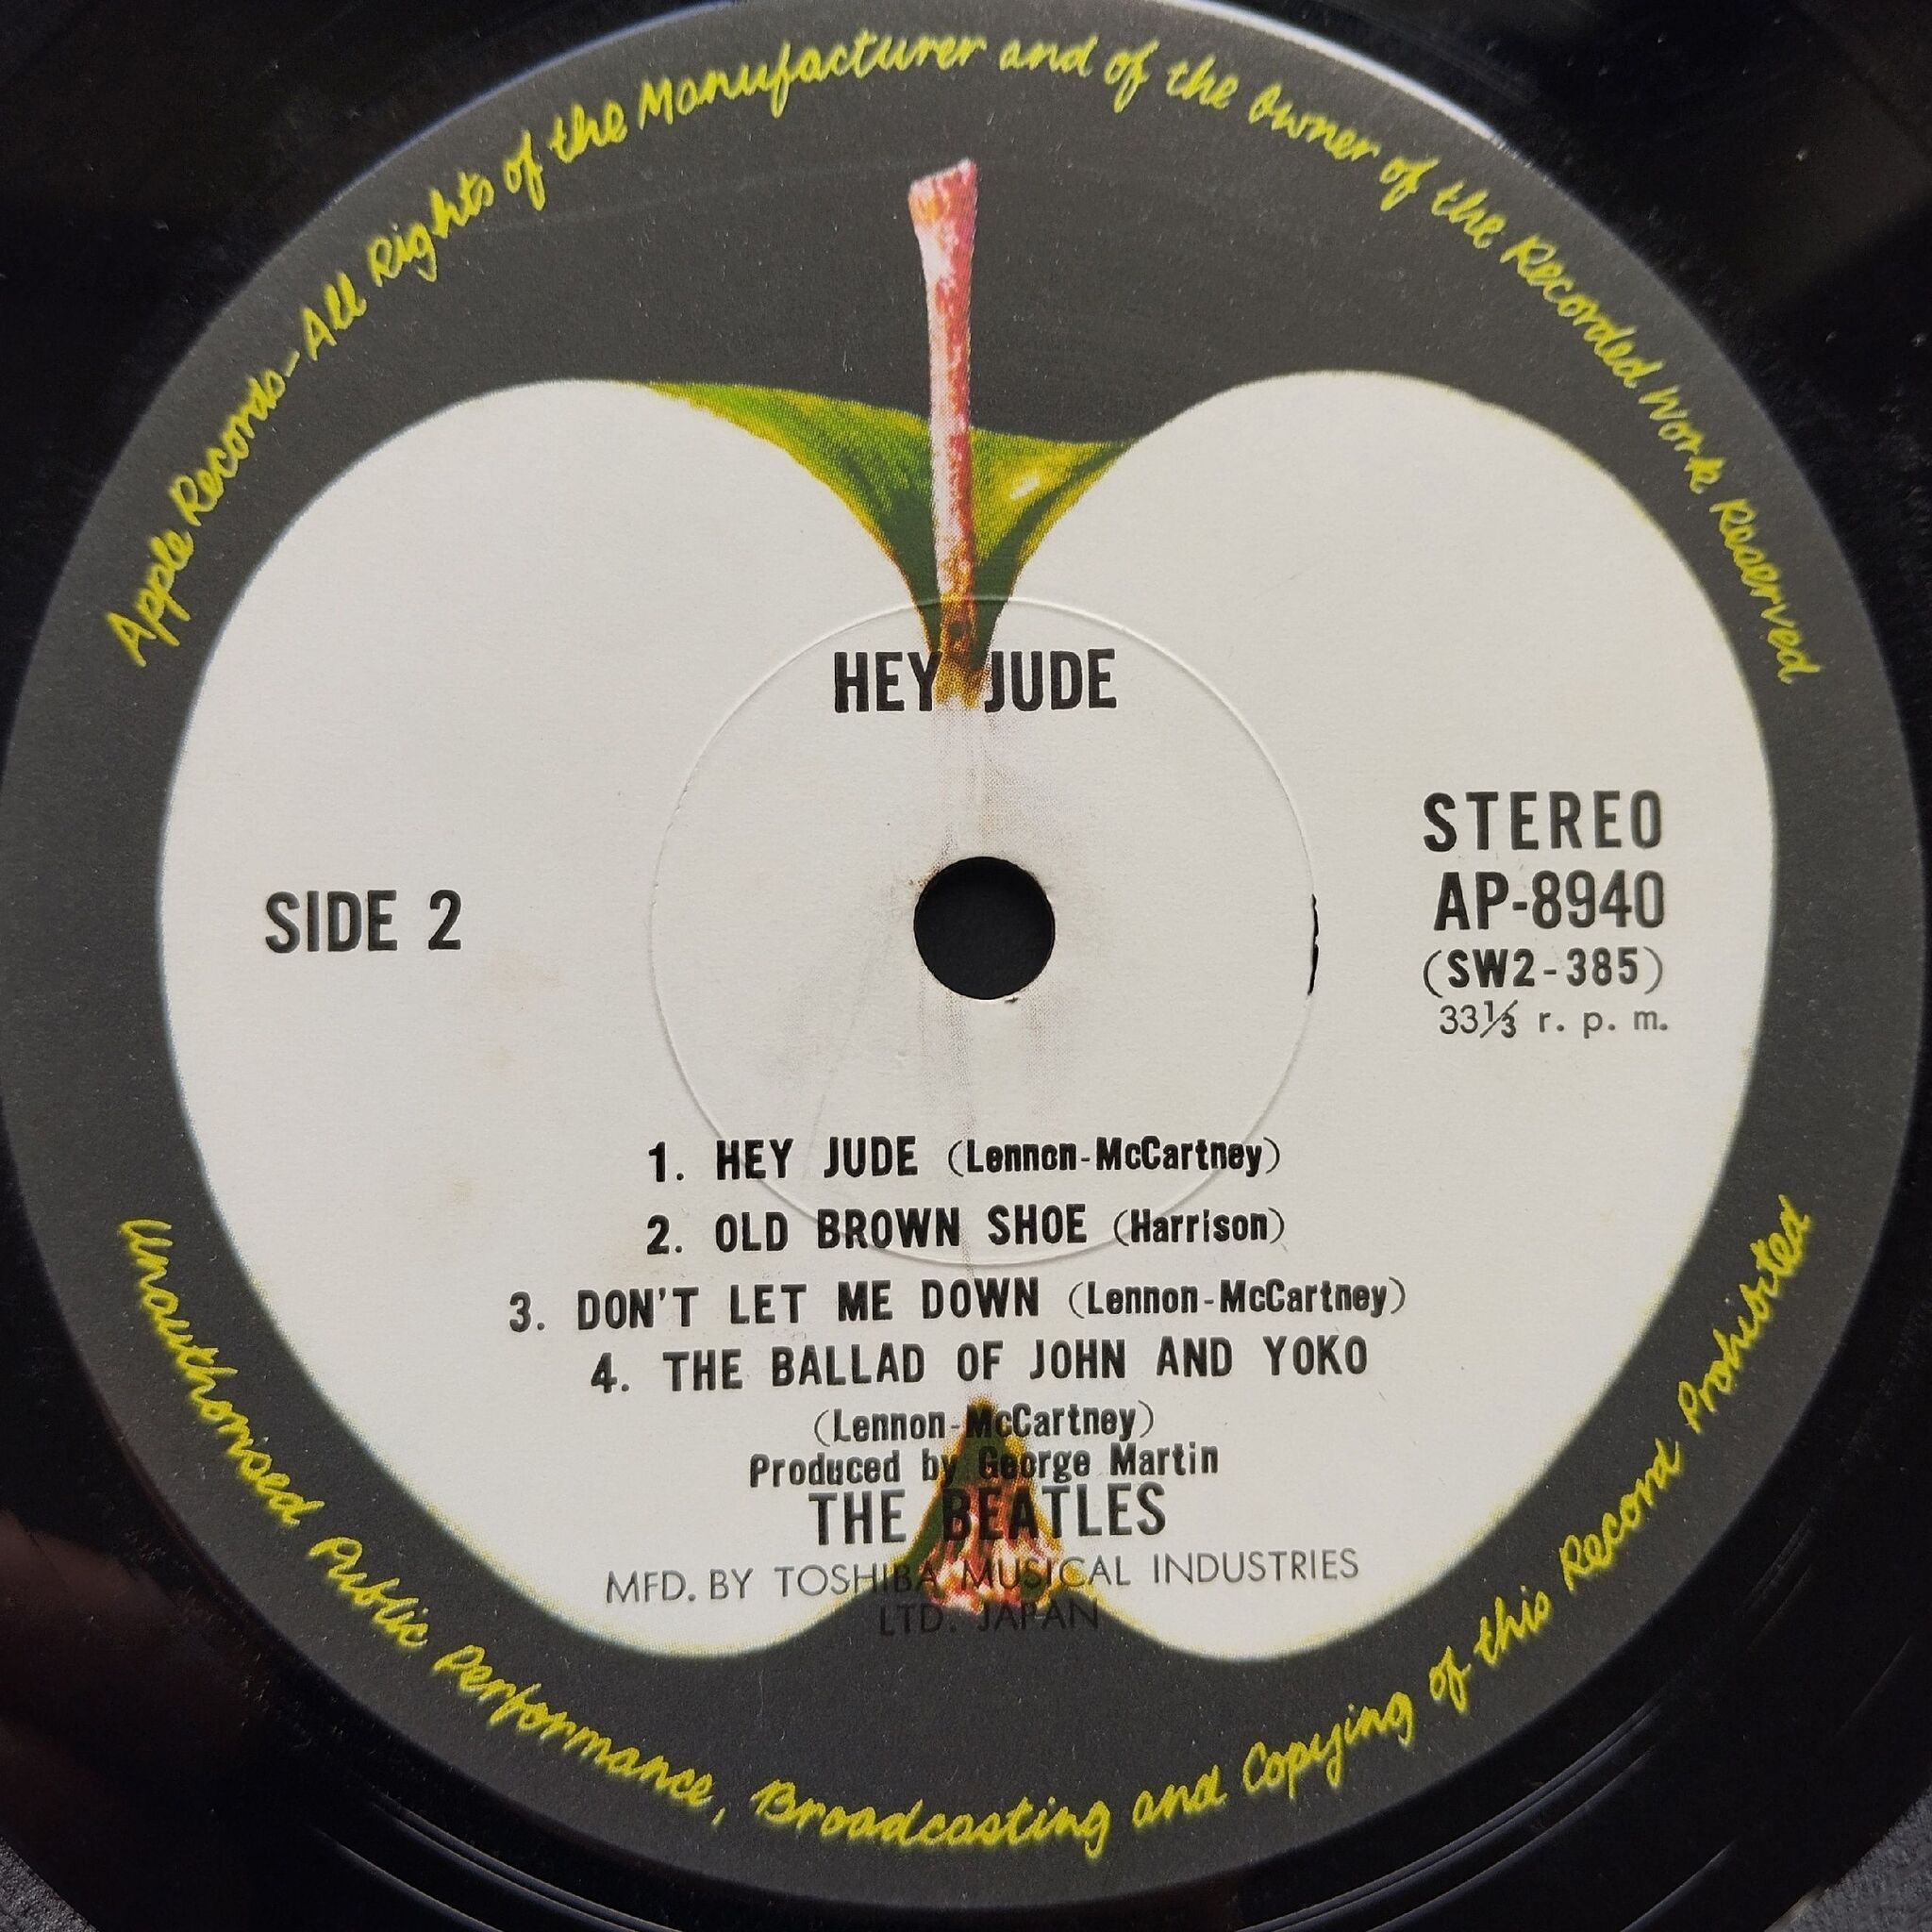 Apple Records-All Rights of the Manufacturer and of the Owner of the Recorded Work Reserved
HEY JUDE
STEREO
AP-8940
(SW2-385)
33⅓ r. p. m.
SIDE 2
1. HEY JUDE (Lennon-McCartney)
2. OLD BROWN SHOE (Harrison)
3. DON'T LET ME DOWN (Lennon-McCartney)
4. THE BALLAD OF JOHN AND YOKO
(Lennon-McCartney)
Produced by George Martin
THE BEATLES
MFD. BY TOSHIBA MUSICAL INDUSTRIES
LTD. JAPAN
Unauthorised Public Performance, Broadcasting and Copying of this Record Prohibited